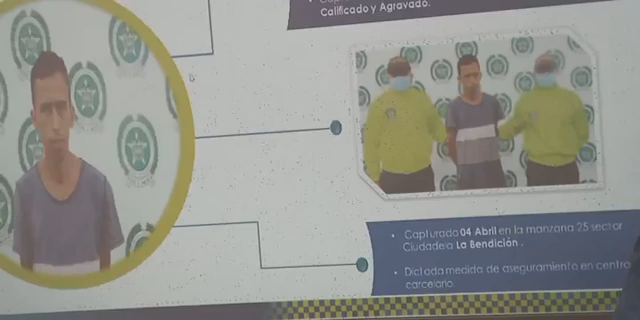 Calificado y Agravado.
Capturado 04 Abril en la manzana 25 sector
Ciudadela La Bendición .
Dictada medida de aseguramiento en centro
carcelario.